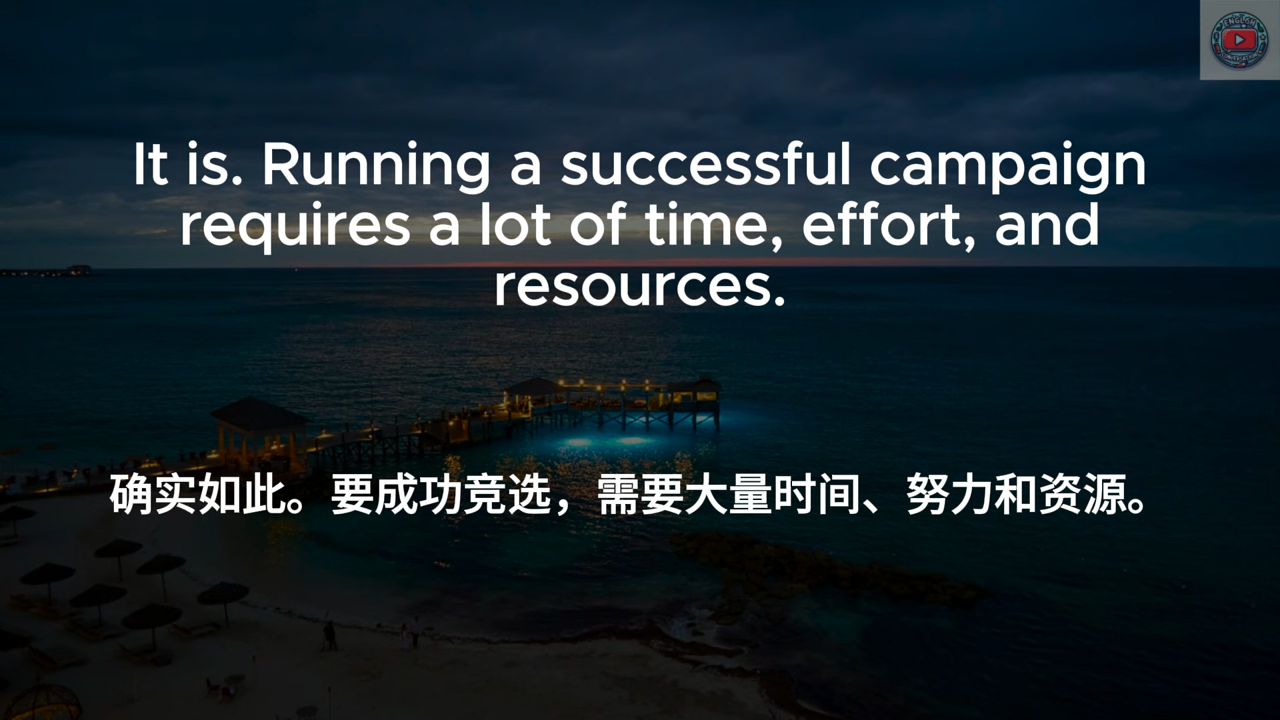 It is. Running a successful campaign
requires a lot of time, effort, and
resources.
确实如此。要成功竞选，需要大量时间、努力和资源。
ENGLISH